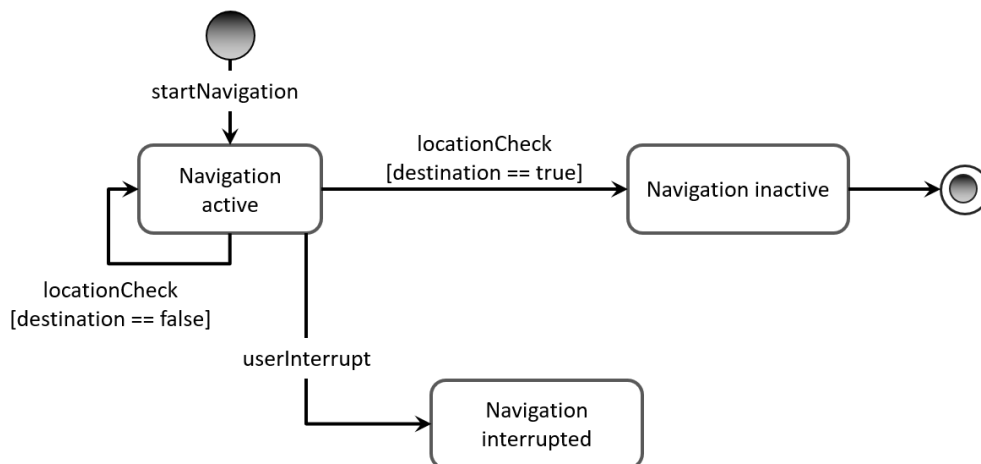 startNavigation
locationCheck
[destination == true]
Navigation
active
Navigation inactive
locationCheck
[destination == false]
userInterrupt
Navigation
interrupted